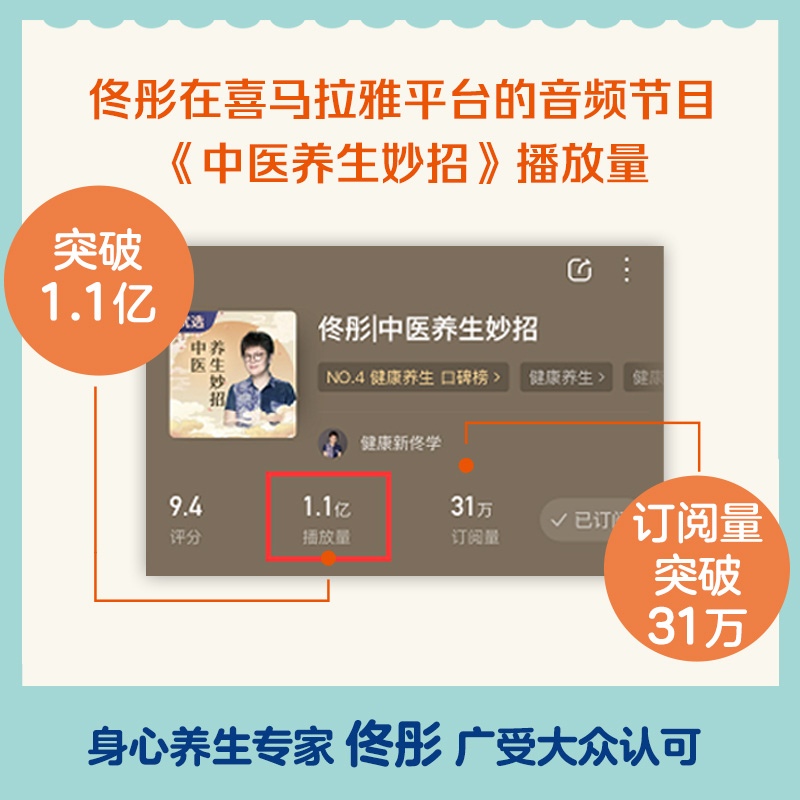 佟彤在喜马拉雅平台的音频节目
《中医养生妙招》播放量
突破
1.1亿
优选
养生妙招
中医
佟彤|中医养生妙招
NO.4 健康养生 口碑榜 >
健康养生 >
健康
健康新佟学
9.4
评分
1.1亿
播放量
31万
订阅量
✓ 已订阅
订阅量
突破
31万
身心养生专家 佟彤 广受大众认可